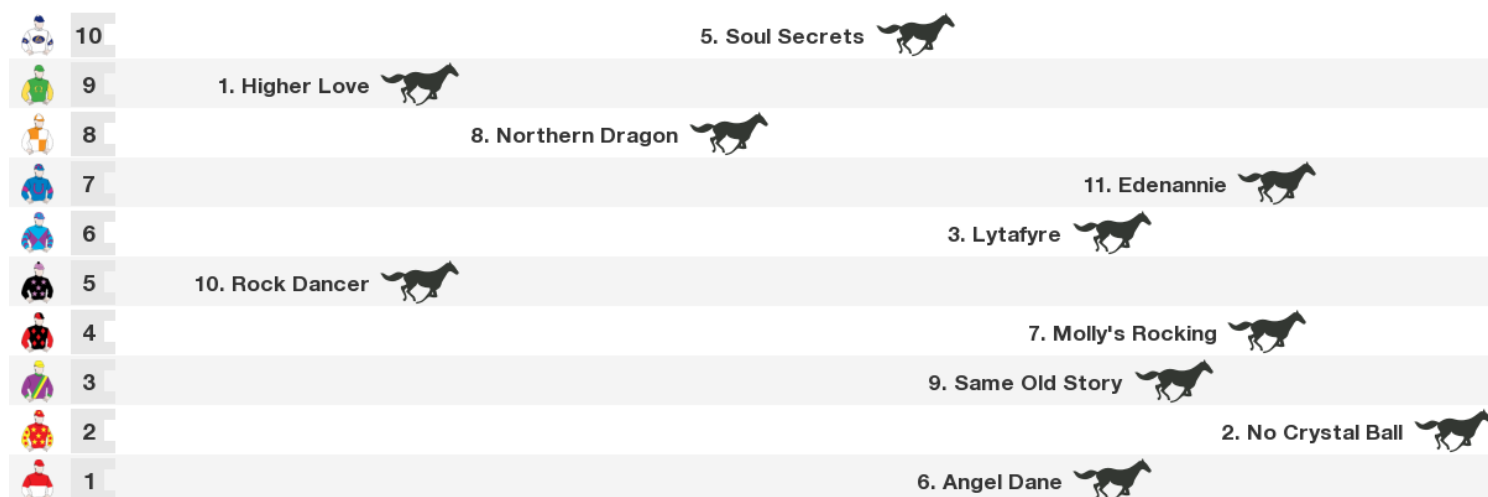 10 5. Soul Secrets
9 1. Higher Love
8 8. Northern Dragon
7 11. Edenannie
6 3. Lytafyre
5 10. Rock Dancer
4 7. Molly's Rocking
3 9. Same Old Story
2 2. No Crystal Ball
1 6. Angel Dane